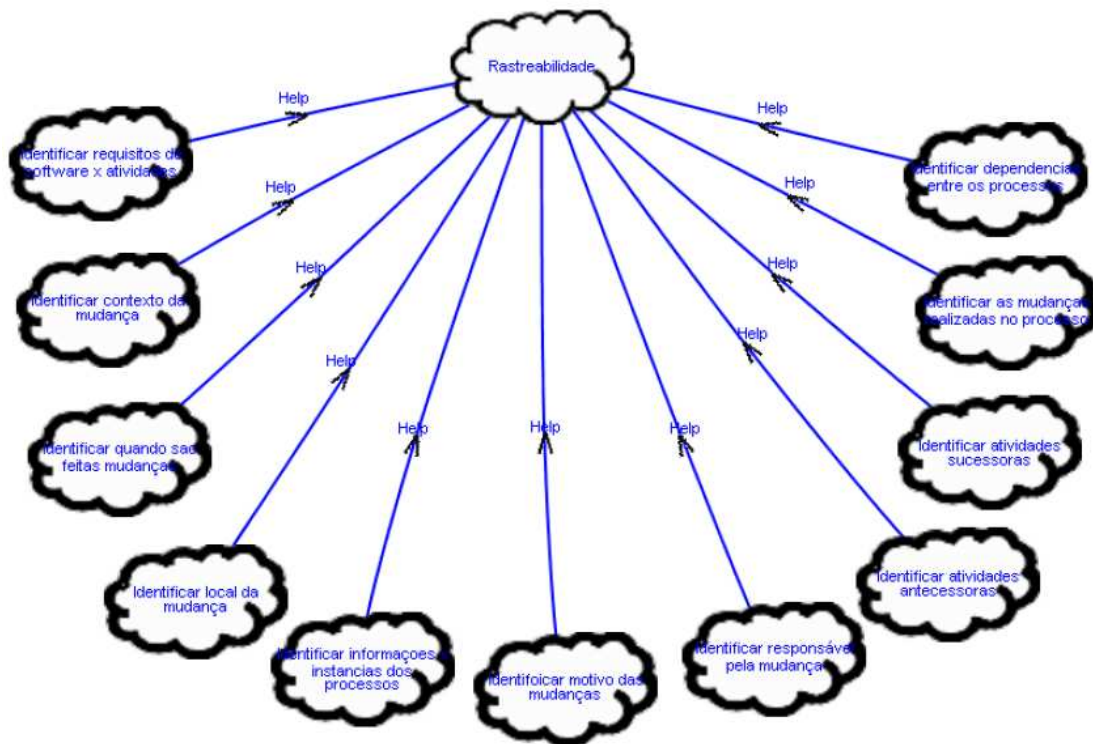 Rastreabilidade
Help
Help
Identificar requisitos de
software x atividades
Identificar dependencias
entre os processos
Help
Help
Identificar contexto da
mudança
Identificar as mudanças
realizadas no processo
Help
Help
Identificar quando sao
feitas mudanças
Identificar atividades
sucessoras
Help
Help
Identificar local da
mudança
Identificar atividades
antecessoras
Help
Help
Help
Identificar informaçoes
instancias dos
processos
Identifoicar motivo das
mudanças
Identificar responsável
pela mudança